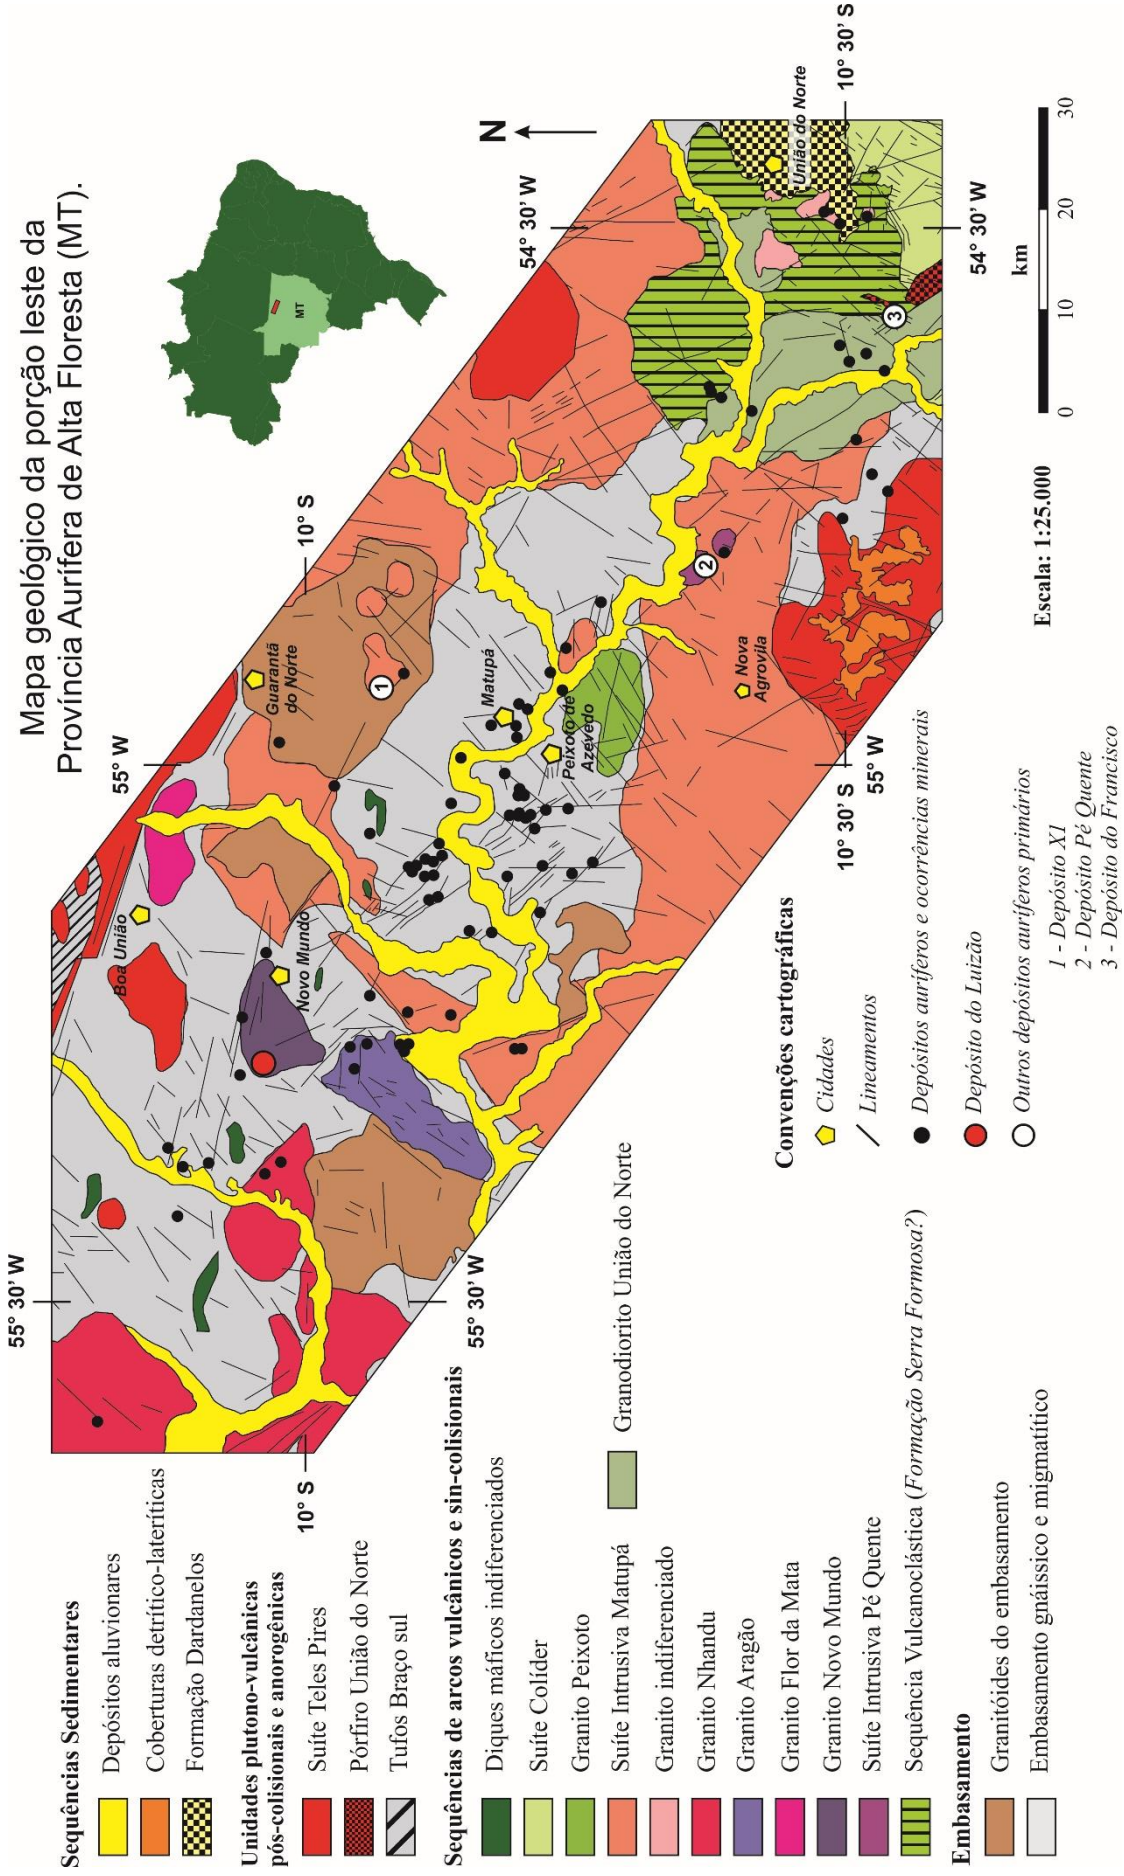 Mapa geológico da porção leste da
Província Aurífera de Alta Floresta (MT).
MT
N
55° 30' W
55° W
54° 30' W
10° S
10° S
10° 30' S
10° 30' S
55° 30' W
55° W
54° 30' W
Boa União
Novo Mundo
Guarantã
do Norte
Matupá
Peixoto de
Azevedo
Nova
Agrovila
União do Norte
1
2
3
Sequências Sedimentares
Depósitos aluvionares
Coberturas detrítico-lateríticas
Formação Dardanelos
Unidades plutono-vulcânicas
pós-colisionais e anorogênicas
Suíte Teles Pires
Pórfiro União do Norte
Tufos Braço sul
Sequências de arcos vulcânicos e sin-colisionais
Diques máficos indiferenciados
Suíte Colíder
Granito Peixoto
Suíte Intrusiva Matupá
Granodiorito União do Norte
Granito indiferenciado
Granito Nhandu
Granito Aragão
Granito Flor da Mata
Granito Novo Mundo
Suíte Intrusiva Pé Quente
Sequência Vulcanoclástica (Formação Serra Formosa?)
Embasamento
Granitóides do embasamento
Embasamento gnáissico e migmatítico
Convenções cartográficas
Cidades
Lineamentos
Depósitos auríferos e ocorrências minerais
Depósito do Luizão
Outros depósitos auríferos primários
1 - Depósito X1
2 - Depósito Pé Quente
3 - Depósito do Francisco
Escala: 1:25.000
km
0 10 20 30